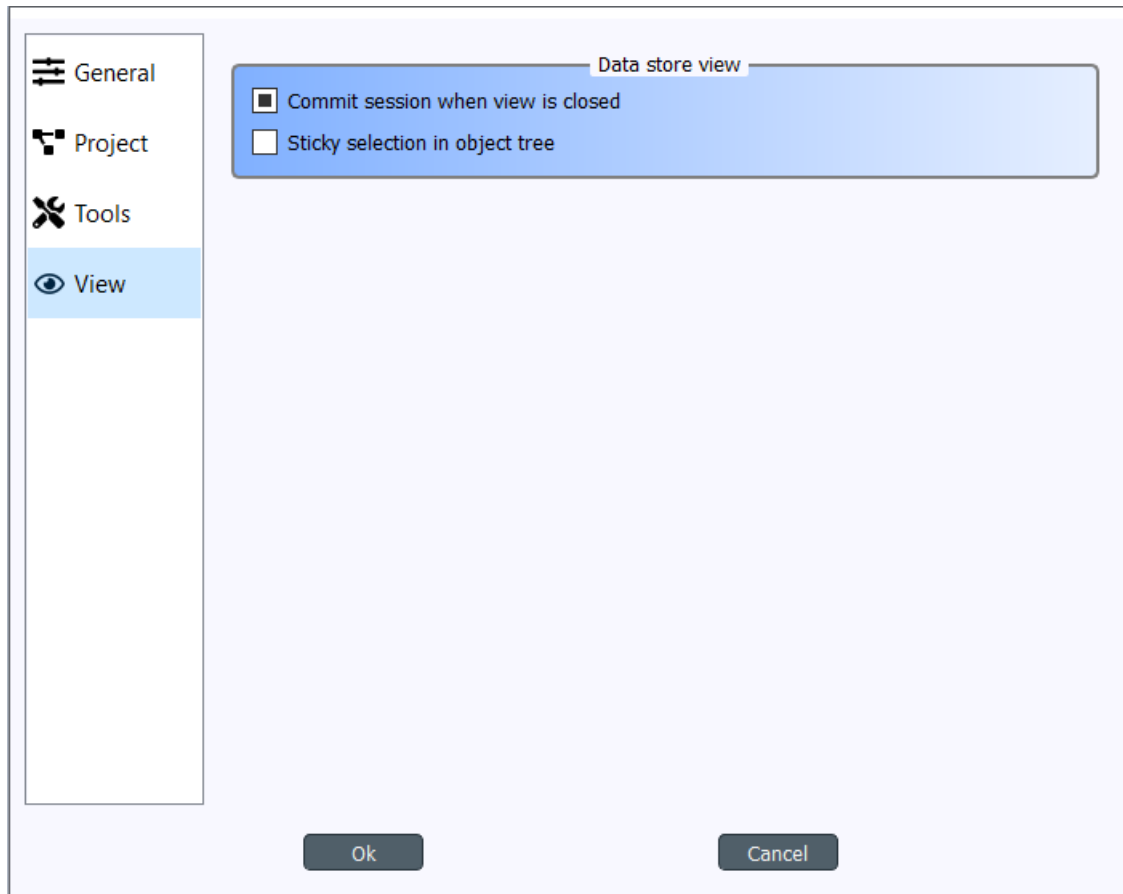 General
Project
Tools
View
Data store view
Commit session when view is closed
Sticky selection in object tree
Ok
Cancel